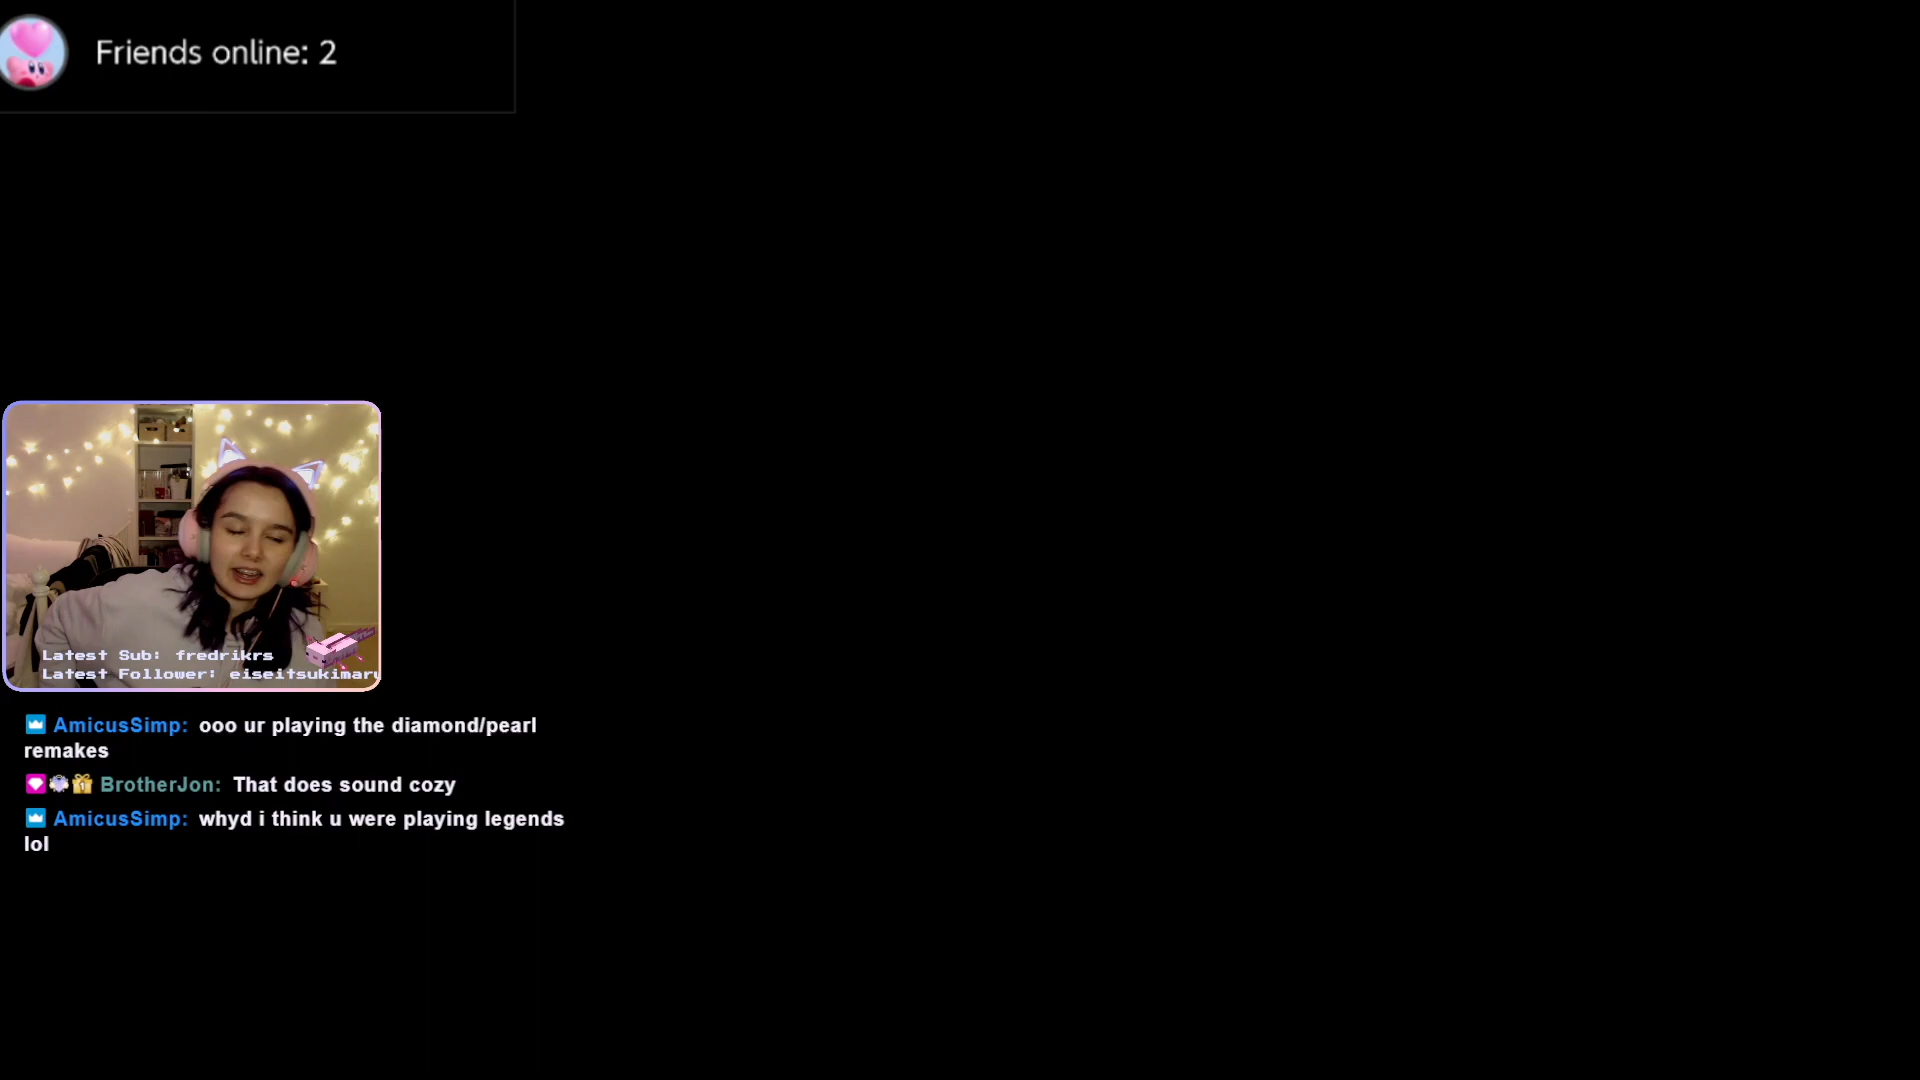 Friends online: 2
Latest Sub: fredrikrs
Latest Follower: eiseitsukimaru
AmicusSimp: ooo ur playing the diamond/pearl
remakes
BrotherJon: That does sound cozy
AmicusSimp: whyd i think u were playing legends
lol